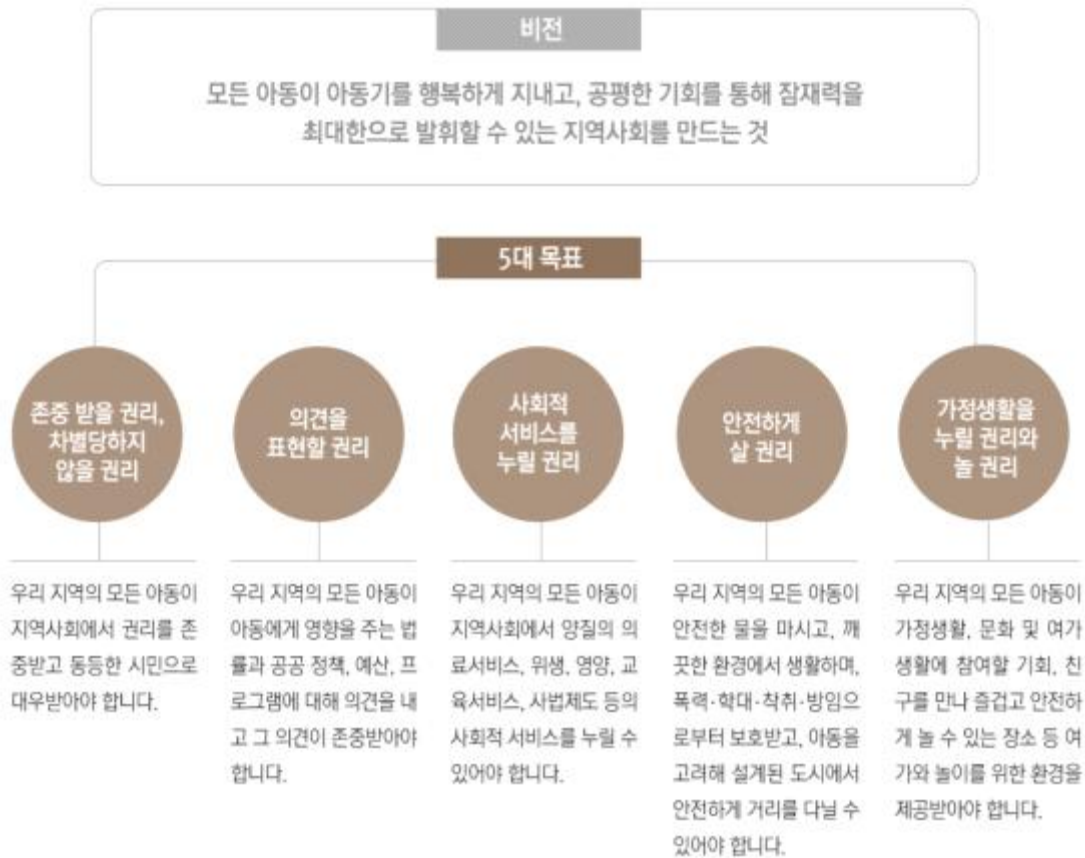 비전
모든 아동이 아동기를 행복하게 지내고, 공평한 기회를 통해 잠재력을
최대한으로 발휘할 수 있는 지역사회를 만드는 것
5대 목표
존중 받을 권리,
차별당하지
않을 권리
우리 지역의 모든 아동이
지역사회에서 권리를 존
중받고 동등한 시민으로
대우받아야 합니다.
의견을
표현할 권리
우리 지역의 모든 아동이
아동에게 영향을 주는 법
률과 공공 정책, 예산, 프
로그램에 대해 의견을 내
고 그 의견이 존중받아야
합니다.
사회적
서비스를
누릴 권리
우리 지역의 모든 아동이
지역사회에서 양질의 의
료서비스, 위생, 영양, 교
육서비스, 사법제도 등의
사회적 서비스를 누릴 수
있어야 합니다.
안전하게
살 권리
우리 지역의 모든 아동이
안전한 물을 마시고, 깨
끗한 환경에서 생활하며,
폭력·학대·착취·방임으
로부터 보호받고, 아동을
고려해 설계된 도시에서
안전하게 거리를 다닐 수
있어야 합니다.
가정생활을
누릴 권리와
놀 권리
우리 지역의 모든 아동이
가정생활, 문화 및 여가
생활에 참여할 기회, 친
구를 만나 즐겁고 안전하
게 놀 수 있는 장소 등 여
가와 놀이를 위한 환경을
제공받아야 합니다.